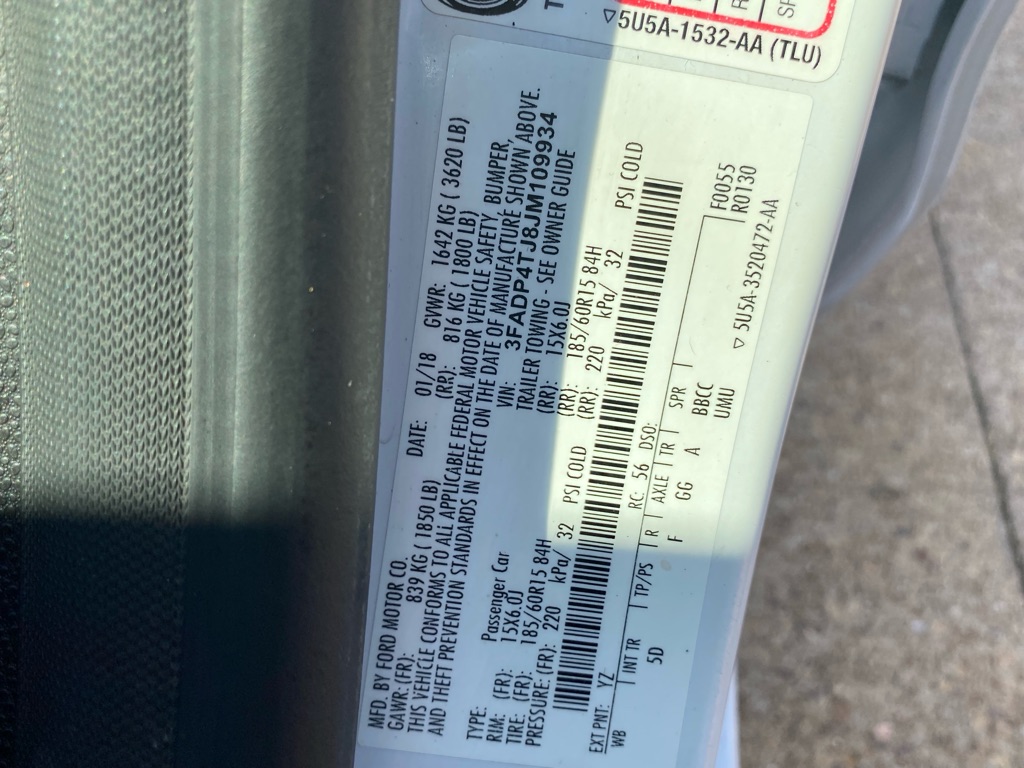 5U5A-1532-AA (TLU)
MFD. BY FORD MOTOR CO. DATE: 01/18 GVWR: 1642 KG ( 3620 LB)
GAWR: (FR): 839 KG ( 1850 LB) (RR): 816 KG ( 1800 LB)
THIS VEHICLE CONFORMS TO ALL APPLICABLE FEDERAL MOTOR VEHICLE SAFETY, BUMPER,
AND THEFT PREVENTION STANDARDS IN EFFECT ON THE DATE OF MANUFACTURE SHOWN ABOVE.
VIN: 3FADP4TJ8JM109934
TYPE: Passenger Car TRAILER TOWING - SEE OWNER GUIDE
RIM: (FR): 15X6.0J (RR): 15X6.0J
TIRE: (FR): 185/60R15 84H (RR): 185/60R15 84H
PRESSURE: (FR): 220 kPa/ 32 PSI COLD (RR): 220 kPa/ 32 PSI COLD
EXT PNT: YZ RC: 56 DSO: F0055
WB INT TR TP/PS R AXLE TR SPR R0130
5D F GG A BBCC
UMU
▽ 5U5A-3520472-AA